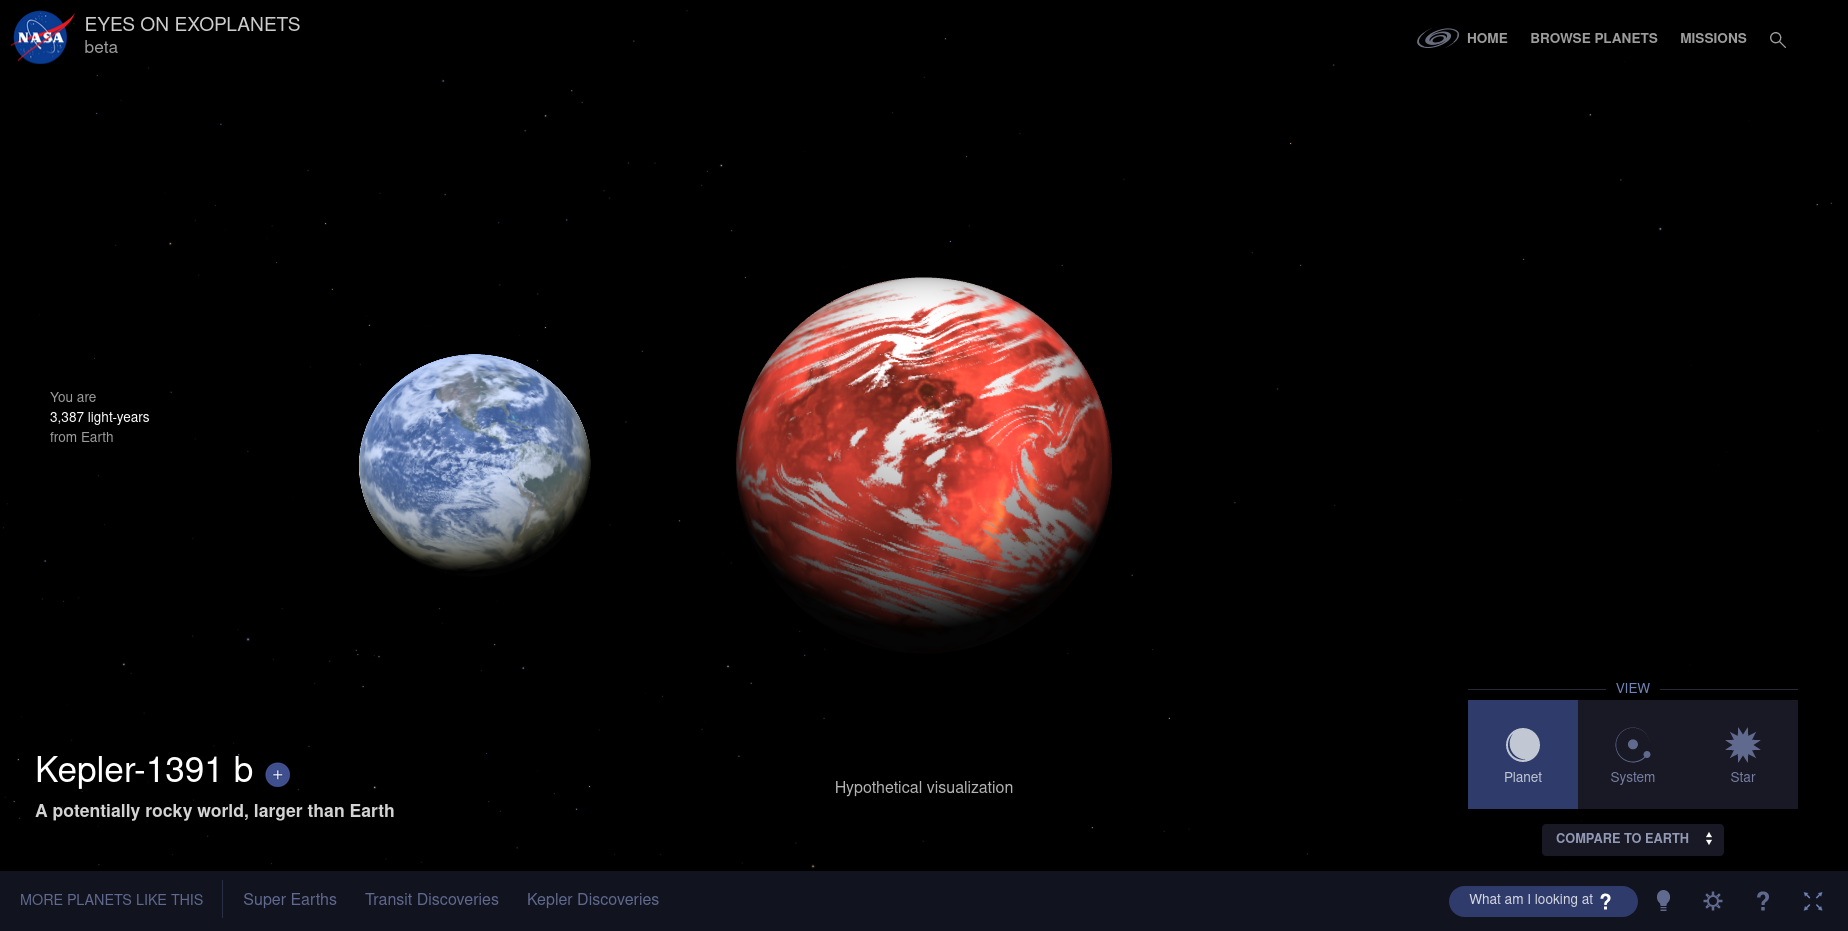 NASA
EYES ON EXOPLANETS
beta
HOME
BROWSE PLANETS
MISSIONS
You are
3,387 light-years
from Earth
Kepler-1391 b +
A potentially rocky world, larger than Earth
Hypothetical visualization
VIEW
Planet
System
Star
COMPARE TO EARTH
MORE PLANETS LIKE THIS
Super Earths
Transit Discoveries
Kepler Discoveries
What am I looking at ?
?